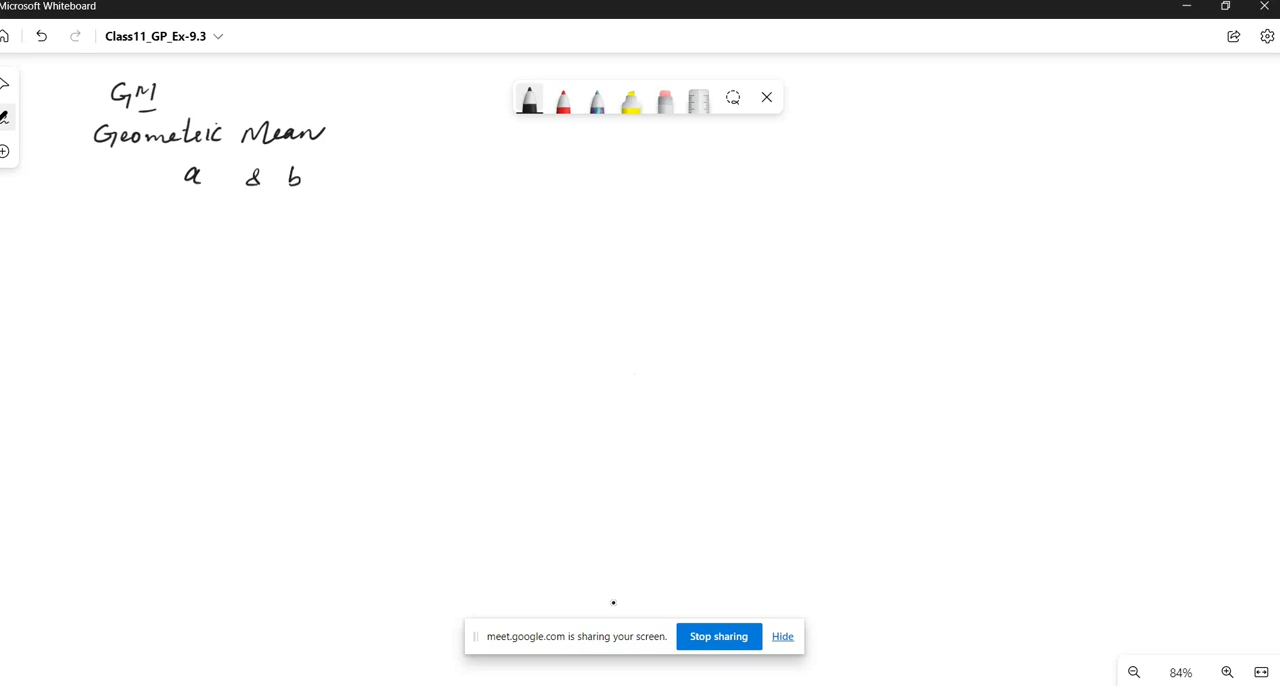 Microsoft Whiteboard
Class11_GP_Ex-9.3
GM
Geometric Mean
a & b
meet.google.com is sharing your screen. Stop sharing Hide
84%